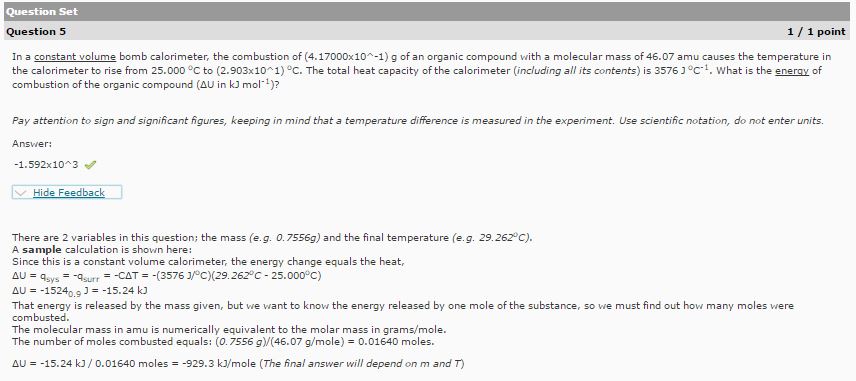 Question Set
Question 5 1 / 1 point
In a constant volume bomb calorimeter, the combustion of (4.17000x10^-1) g of an organic compound with a molecular mass of 46.07 amu causes the temperature in
the calorimeter to rise from 25.000 °C to (2.903x10^1) °C. The total heat capacity of the calorimeter (including all its contents) is 3576 J °C⁻¹. What is the energy of
combustion of the organic compound (ΔU in kJ mol⁻¹)?
Pay attention to sign and significant figures, keeping in mind that a temperature difference is measured in the experiment. Use scientific notation, do not enter units.
Answer:
-1.592x10^3
Hide Feedback
There are 2 variables in this question; the mass (e.g. 0.7556g) and the final temperature (e.g. 29.262°C).
A sample calculation is shown here:
Since this is a constant volume calorimeter, the energy change equals the heat,
ΔU = qsys = -qsurr = -CΔT = -(3576 J/°C)(29.262°C - 25.000°C)
ΔU = -15240.9 J = -15.24 kJ
That energy is released by the mass given, but we want to know the energy released by one mole of the substance, so we must find out how many moles were
combusted.
The molecular mass in amu is numerically equivalent to the molar mass in grams/mole.
The number of moles combusted equals: (0.7556 g)/(46.07 g/mole) = 0.01640 moles.
ΔU = -15.24 kJ / 0.01640 moles = -929.3 kJ/mole (The final answer will depend on m and T)